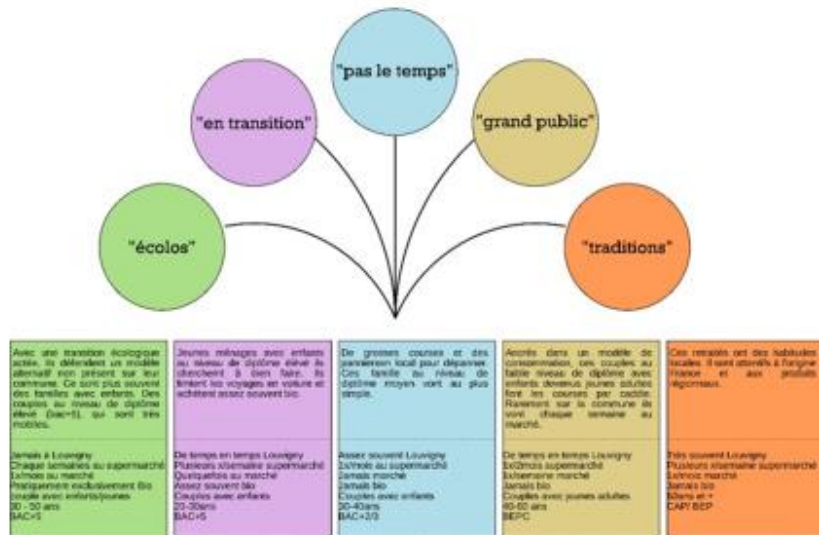 "pas le temps"
"en transition"
"grand public"
"écolos"
"traditions"
Avec une transition écologique
actée, ils défendent un modèle
alternatif non présent sur leur
commune. Ce sont plus souvent
des familles avec enfants. Des
couples au niveau de diplôme
élevé (bac+5), qui sont très
mobiles.
Jamais à Louvigny
Chaque semaines au supermarché
1x/mois au marché
Pratiquement exclusivement Bio
couple avec enfants/jeunes
30 - 50 ans
BAC+5
Jeunes ménages avec enfants
au niveau de diplôme élevé ils
cherchent à bien faire. Ils
limitent les voyages en voiture et
achètent assez souvent bio.
De temps en temps Louvigny
Plusieurs x/semaine supermarché
Quelquefois au marché
Assez souvent bio
Couples avec enfants
20-30ans
BAC+5
De grosses courses et des
panier local pour dépanner.
Ces famille au niveau de
diplôme moyen vont au plus
simple.
Assez souvent Louvigny
1x/mois au supermarché
Jamais marché
Jamais bio
Couples avec enfants
30-40ans
BAC+2/3
Ancrés dans un modèle de
consommation, ces couples au
faible niveau de diplôme avec
enfants devenus jeunes adultes
font les courses par caddie.
Rarement sur la commune ils
vont chaque semaine au
marché.
De temps en temps Louvigny
supermarché
1x/semaine marché
Jamais bio
Couples avec jeunes adultes
40-60 ans
BEPC
Ces retraités ont des habitudes
locales. Il sont attentifs à l'origine
France et aux produits
régionaux.
Très souvent Louvigny
Plusieurs x/semaine supermarché
1x/mois marché
Jamais bio
60ans et +
CAP/ BEP